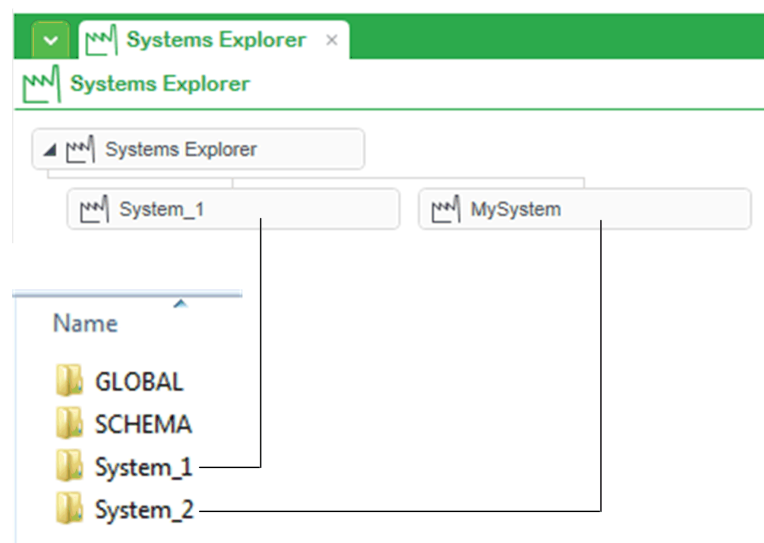 Systems Explorer ×
Systems Explorer
Systems Explorer
System_1 MySystem
Name
GLOBAL
SCHEMA
System_1
System_2